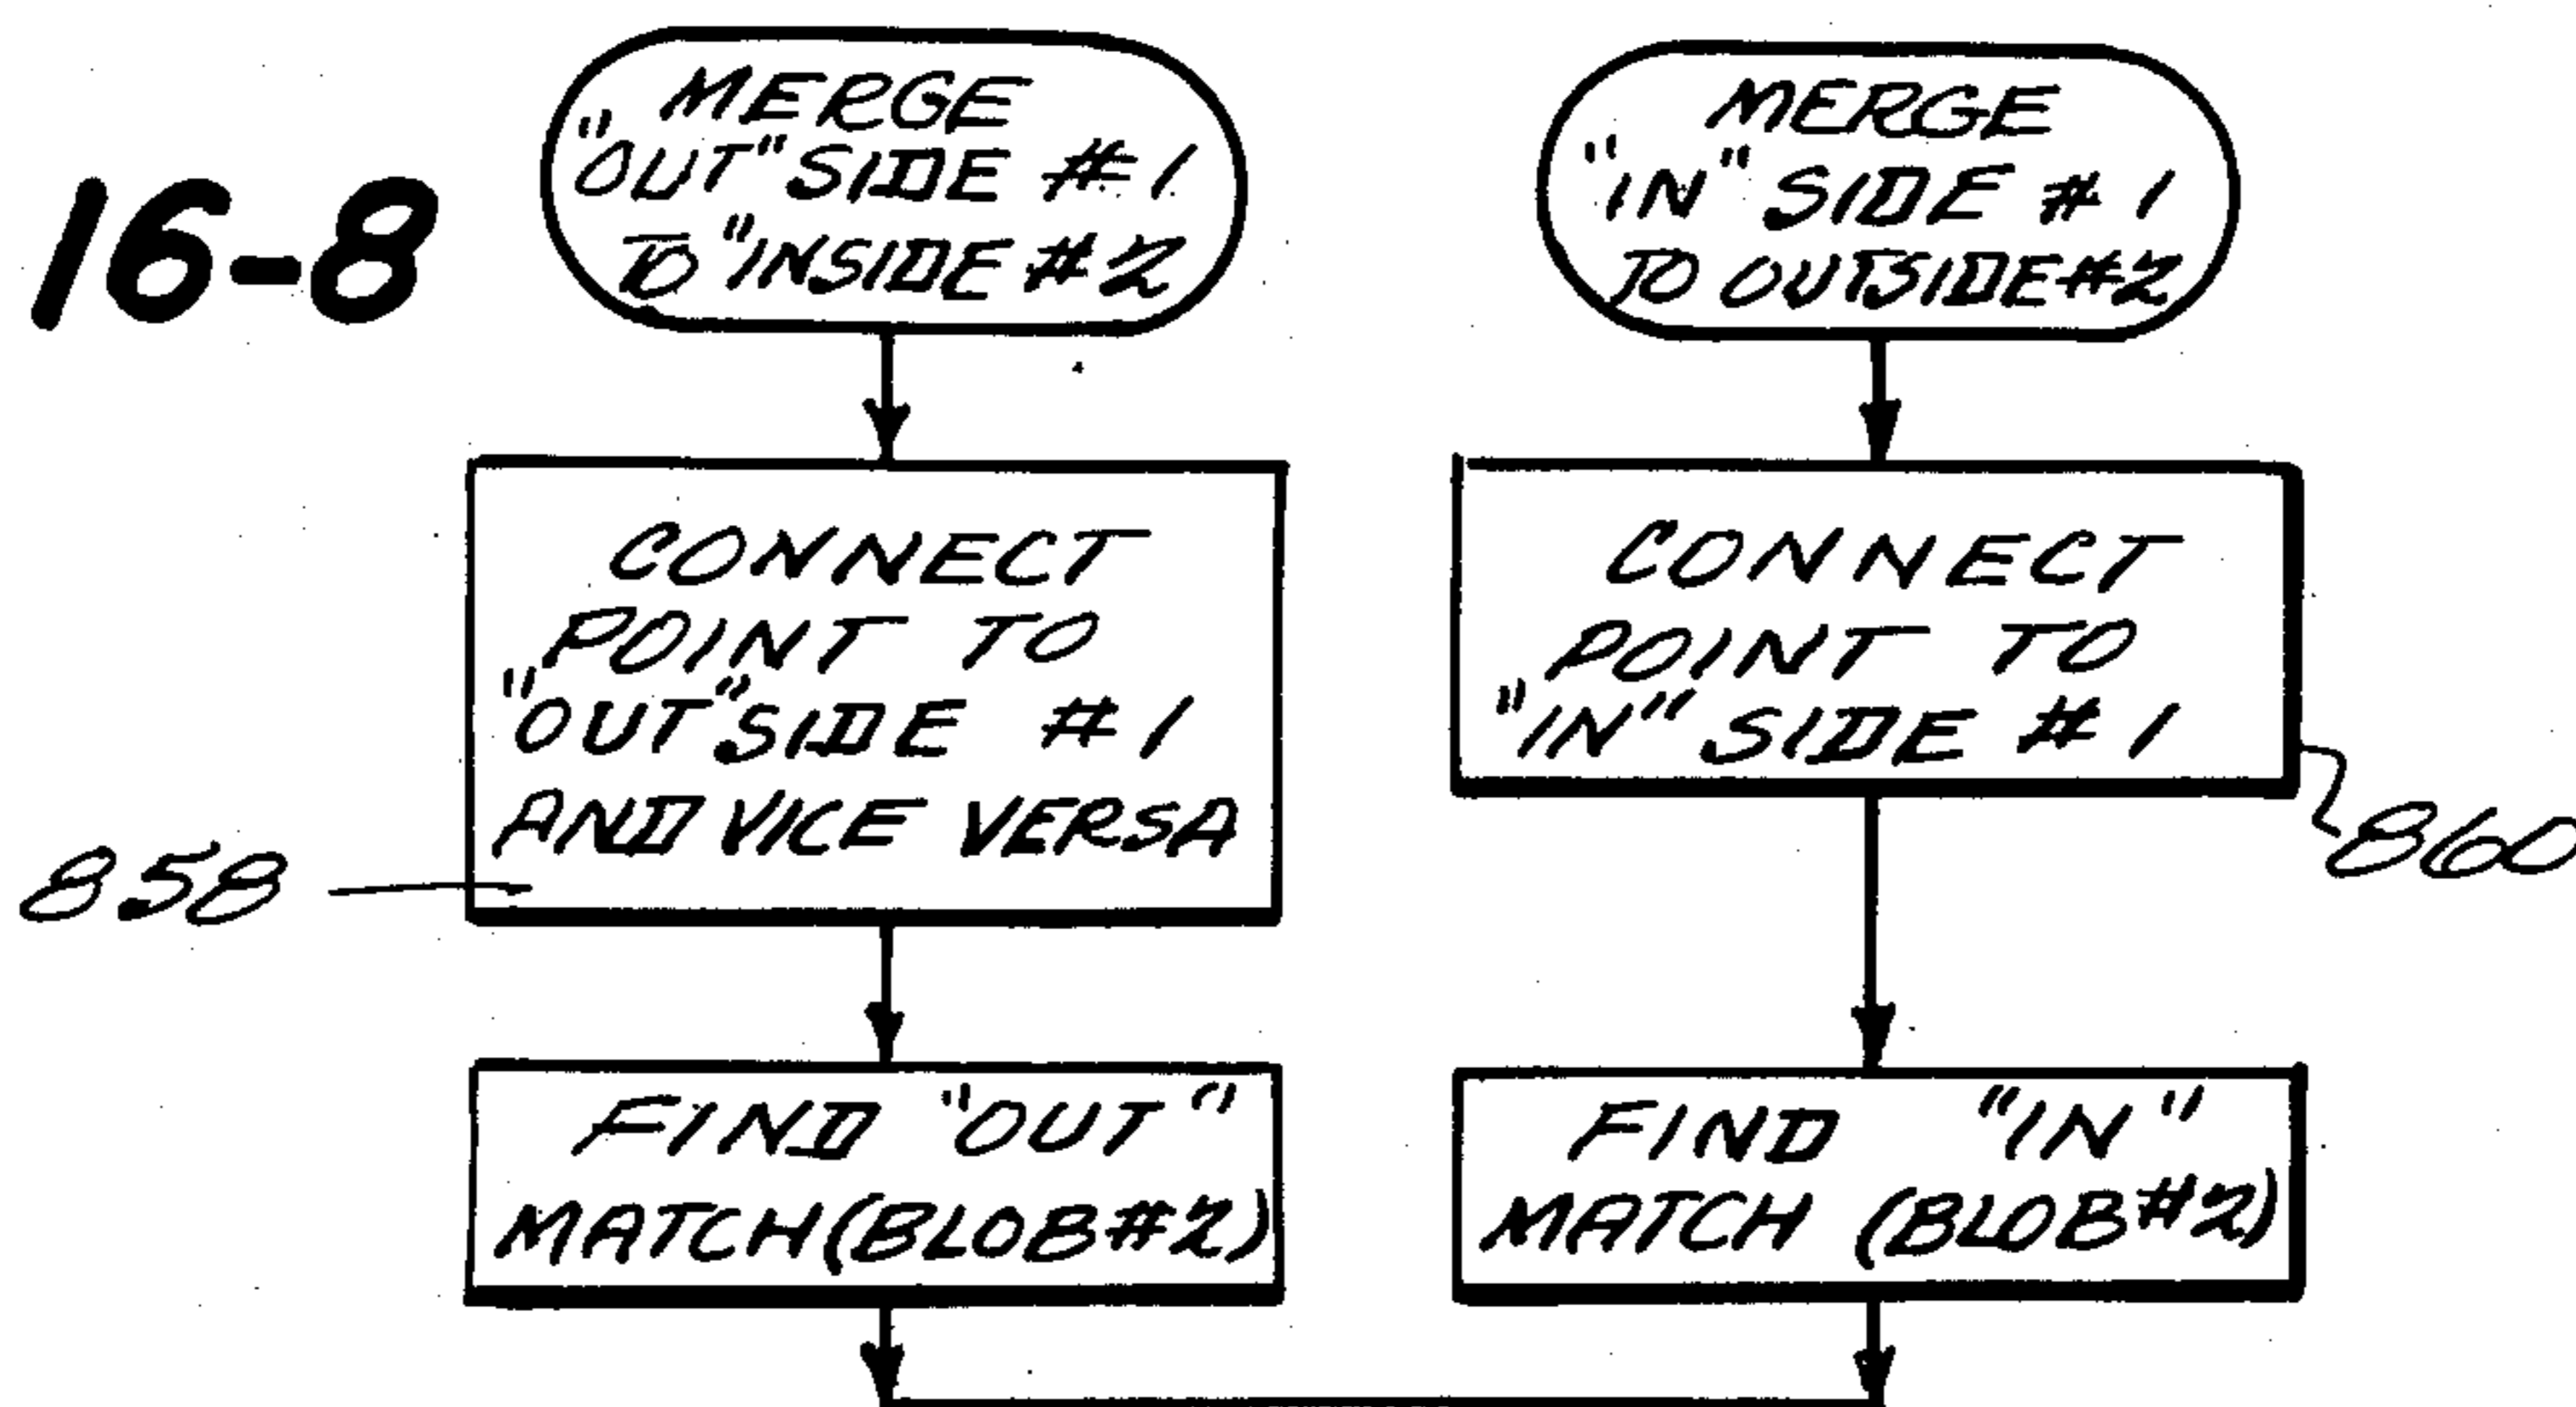 16-8
MERGE
"OUT" SIDE #1
TO "INSIDE #2
MERGE
"IN" SIDE #1
TO OUTSIDE #2
CONNECT
POINT TO
"OUT" SIDE #1
AND VICE VERSA
858
CONNECT
POINT TO
"IN" SIDE #1
860
FIND "OUT"
MATCH (BLOB #2)
FIND "IN"
MATCH (BLOB #2)